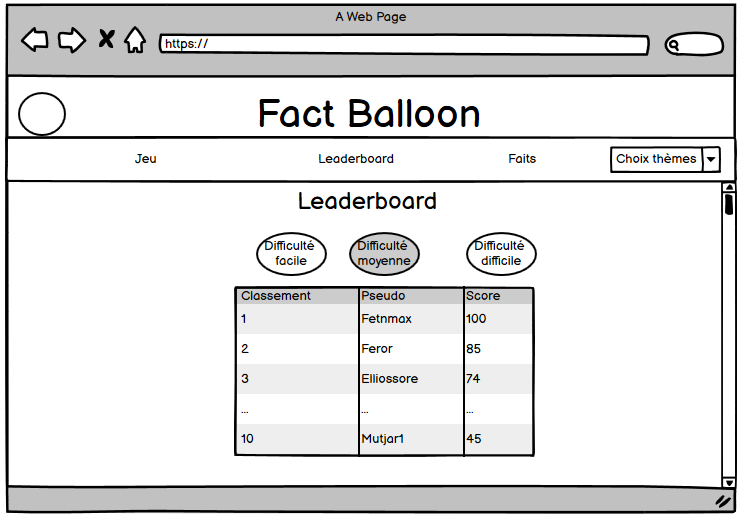 A Web Page
https://
Fact Balloon
Jeu Leaderboard Faits Choix thèmes
Leaderboard
Difficulté facile
Difficulté moyenne
Difficulté difficile
Classement Pseudo Score
1 Fetnmax 100
2 Feror 85
3 Elliossore 74
... ... ...
10 Mutjar1 45